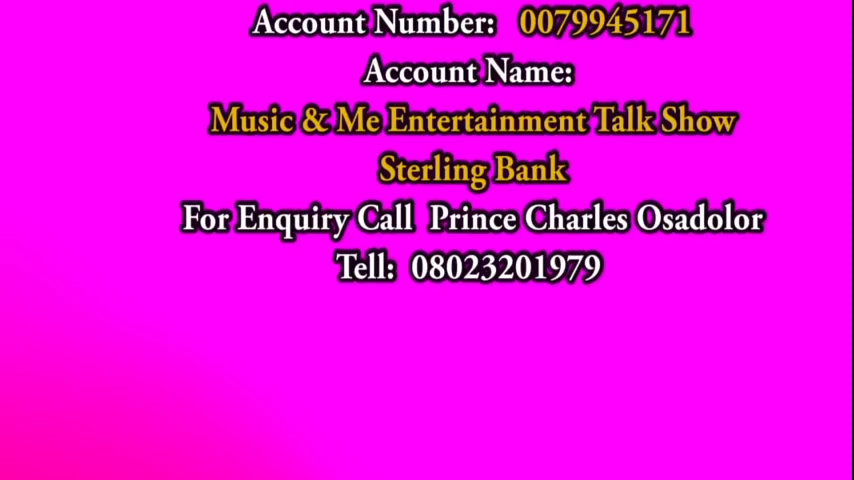 Account Number: 0079945171
Account Name:
Music & Me Entertainment Talk Show
Sterling Bank
For Enquiry Call Prince Charles Osadolor
Tell: 08023201979